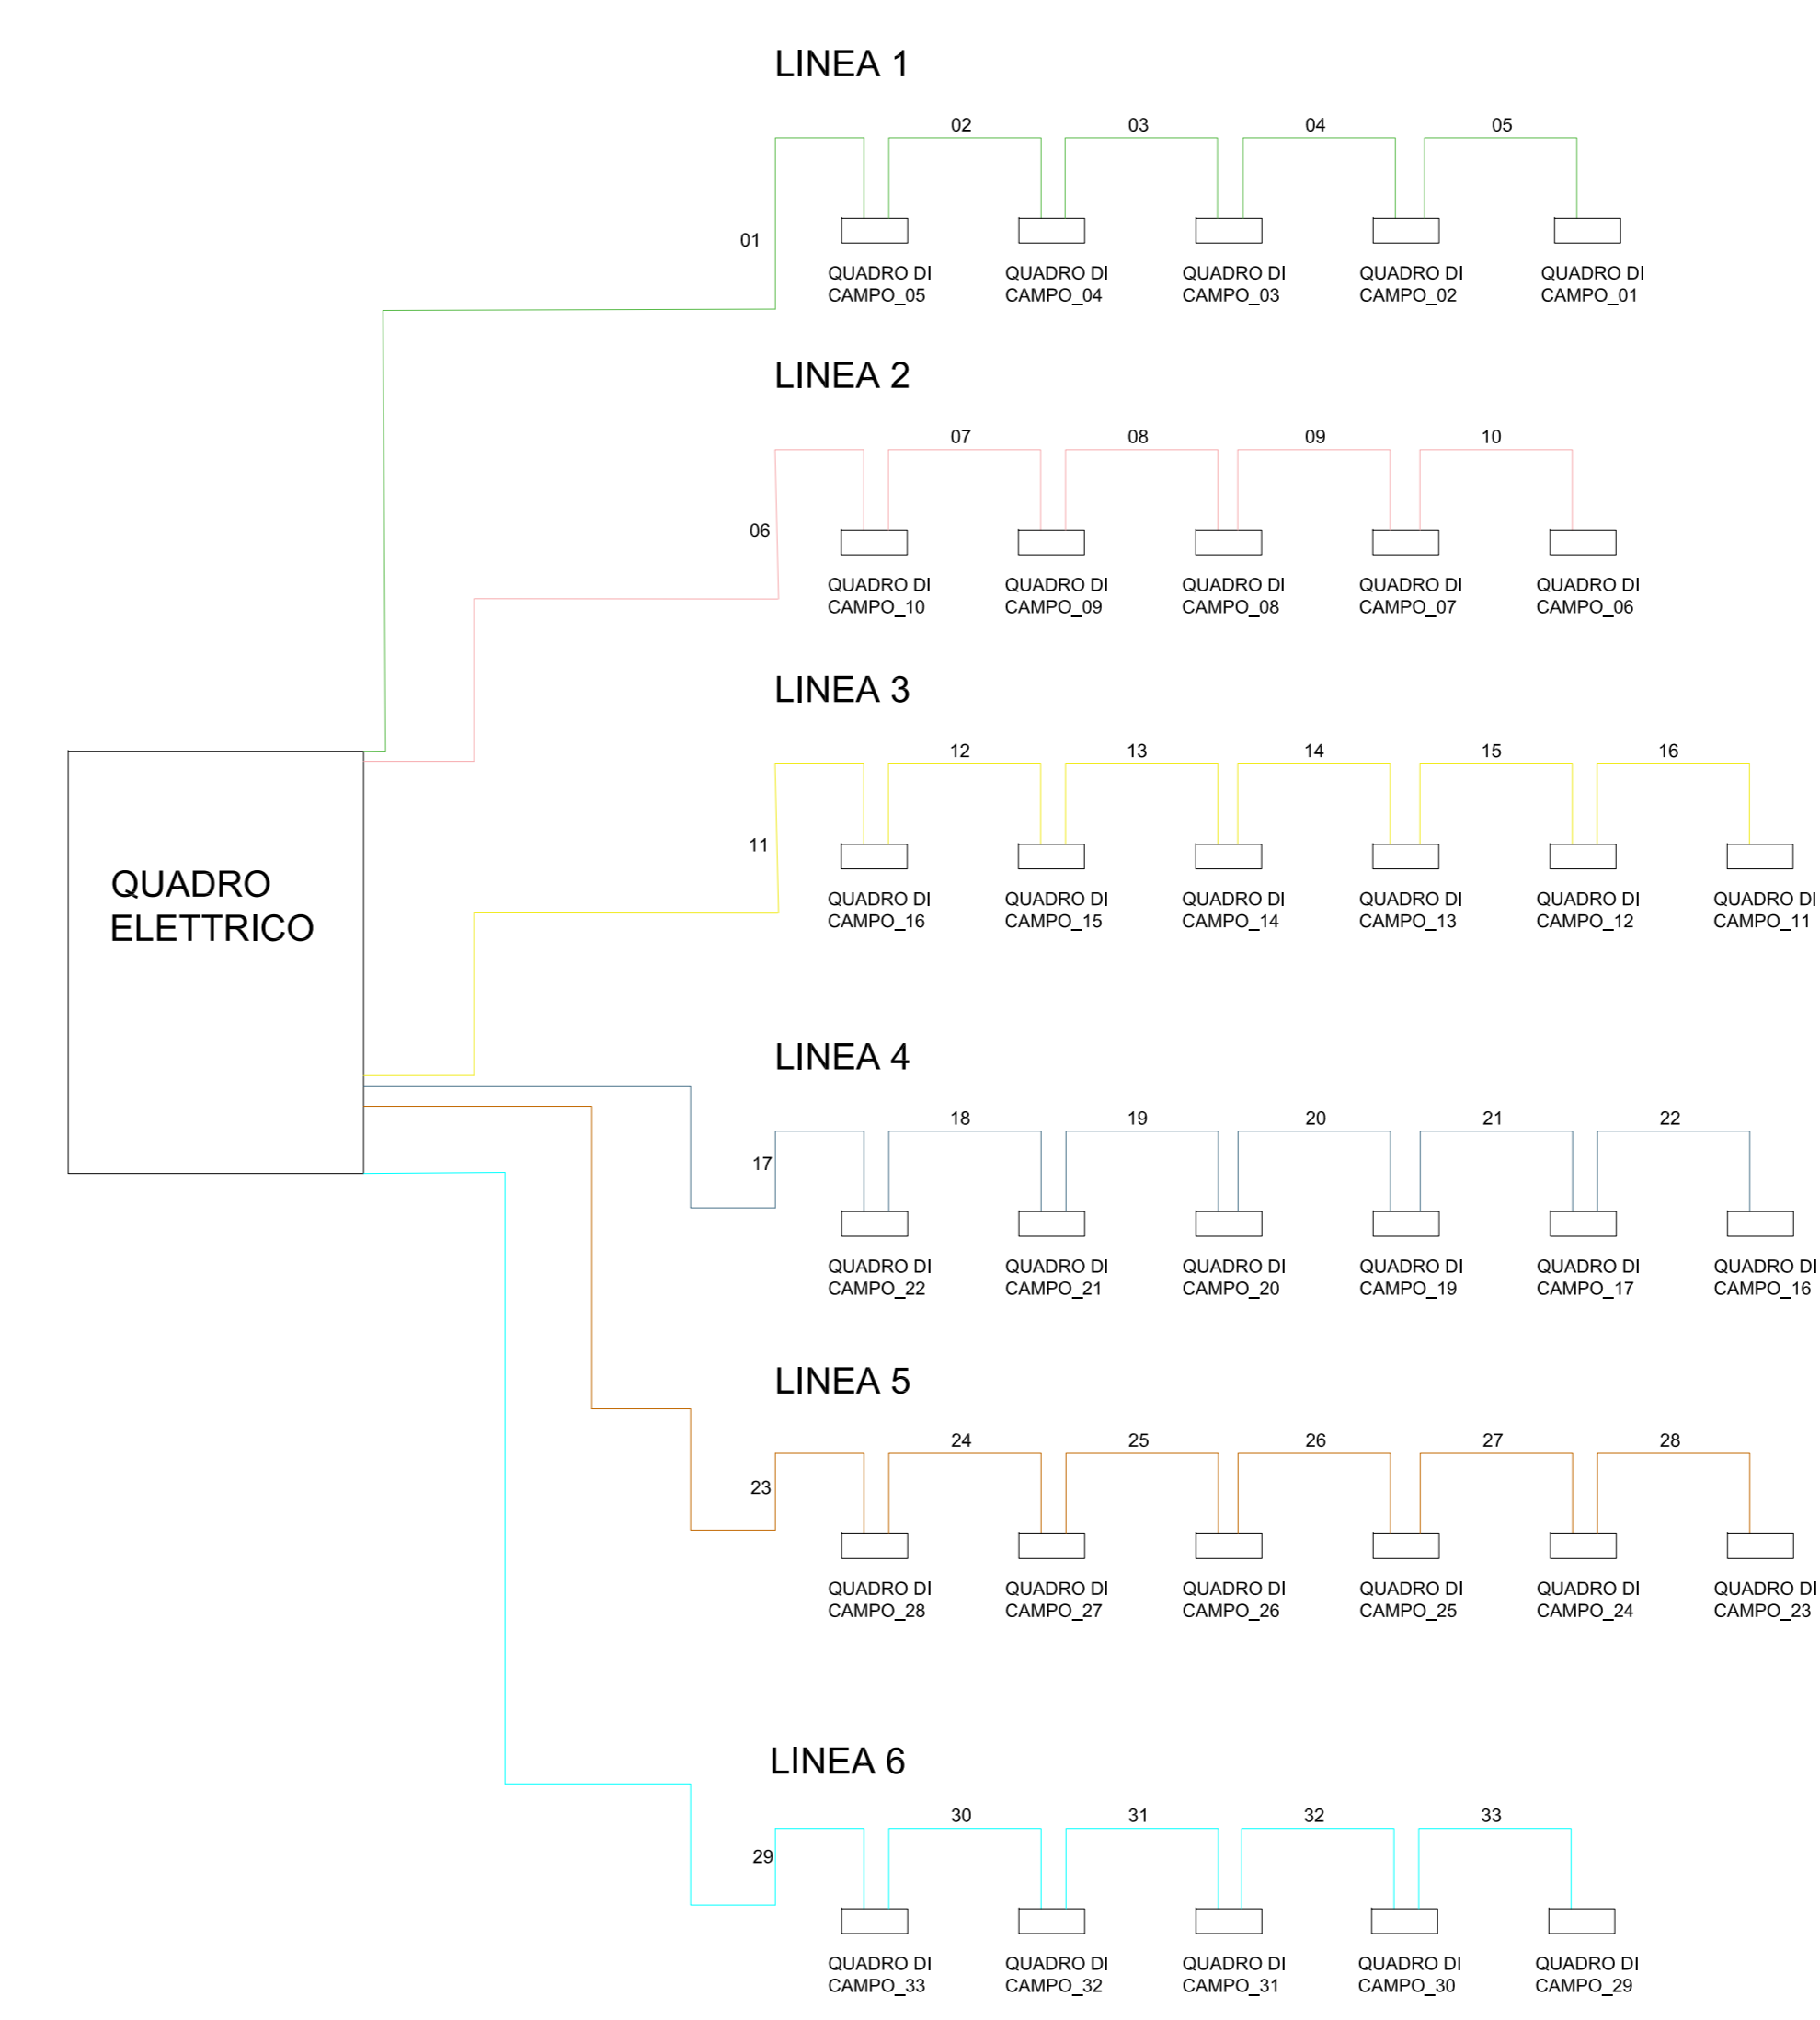 LINEA 1
02 03 04 05
01
QUADRO DI QUADRO DI QUADRO DI QUADRO DI QUADRO DI
CAMPO_05 CAMPO_04 CAMPO_03 CAMPO_02 CAMPO_01
LINEA 2
07 08 09 10
06
QUADRO DI QUADRO DI QUADRO DI QUADRO DI QUADRO DI
CAMPO_10 CAMPO_09 CAMPO_08 CAMPO_07 CAMPO_06
LINEA 3
12 13 14 15 16
11
QUADRO
ELETTRICO
QUADRO DI QUADRO DI QUADRO DI QUADRO DI QUADRO DI QUADRO DI
CAMPO_16 CAMPO_15 CAMPO_14 CAMPO_13 CAMPO_12 CAMPO_11
LINEA 4
18 19 20 21 22
17
QUADRO DI QUADRO DI QUADRO DI QUADRO DI QUADRO DI QUADRO DI
CAMPO_22 CAMPO_21 CAMPO_20 CAMPO_19 CAMPO_17 CAMPO_16
LINEA 5
24 25 26 27 28
23
QUADRO DI QUADRO DI QUADRO DI QUADRO DI QUADRO DI QUADRO DI
CAMPO_28 CAMPO_27 CAMPO_26 CAMPO_25 CAMPO_24 CAMPO_23
LINEA 6
30 31 32 33
29
QUADRO DI QUADRO DI QUADRO DI QUADRO DI QUADRO DI
CAMPO_33 CAMPO_32 CAMPO_31 CAMPO_30 CAMPO_29